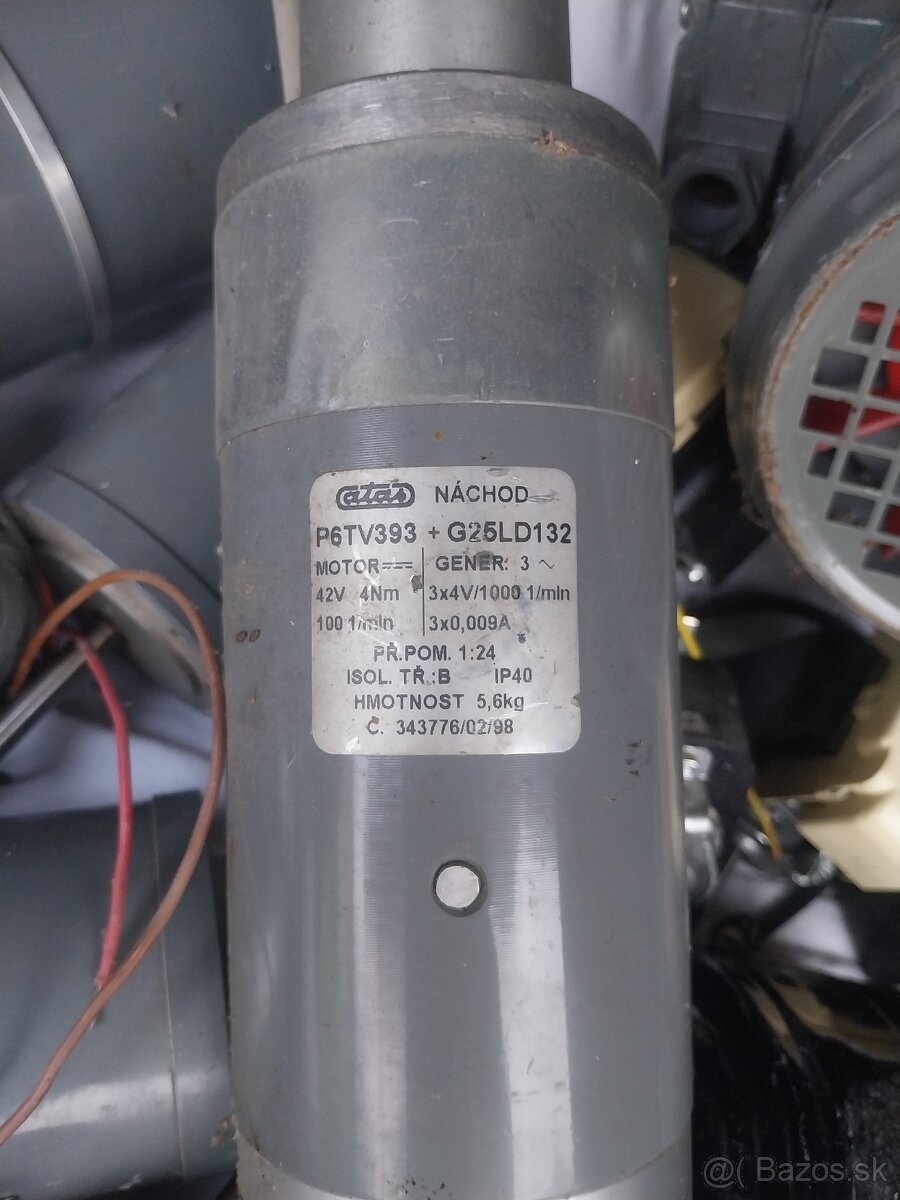 atas NÁCHOD
P6TV393 + G25LD132
MOTOR⎓ GENER. 3 ~
42V 4Nm 3x4V/1000 1/min
100 1/min 3x0,009A
PŘ.POM. 1:24
ISOL. TŘ.:B IP40
HMOTNOST 5,6kg
Č. 343776/02/98
@( Bazos.sk